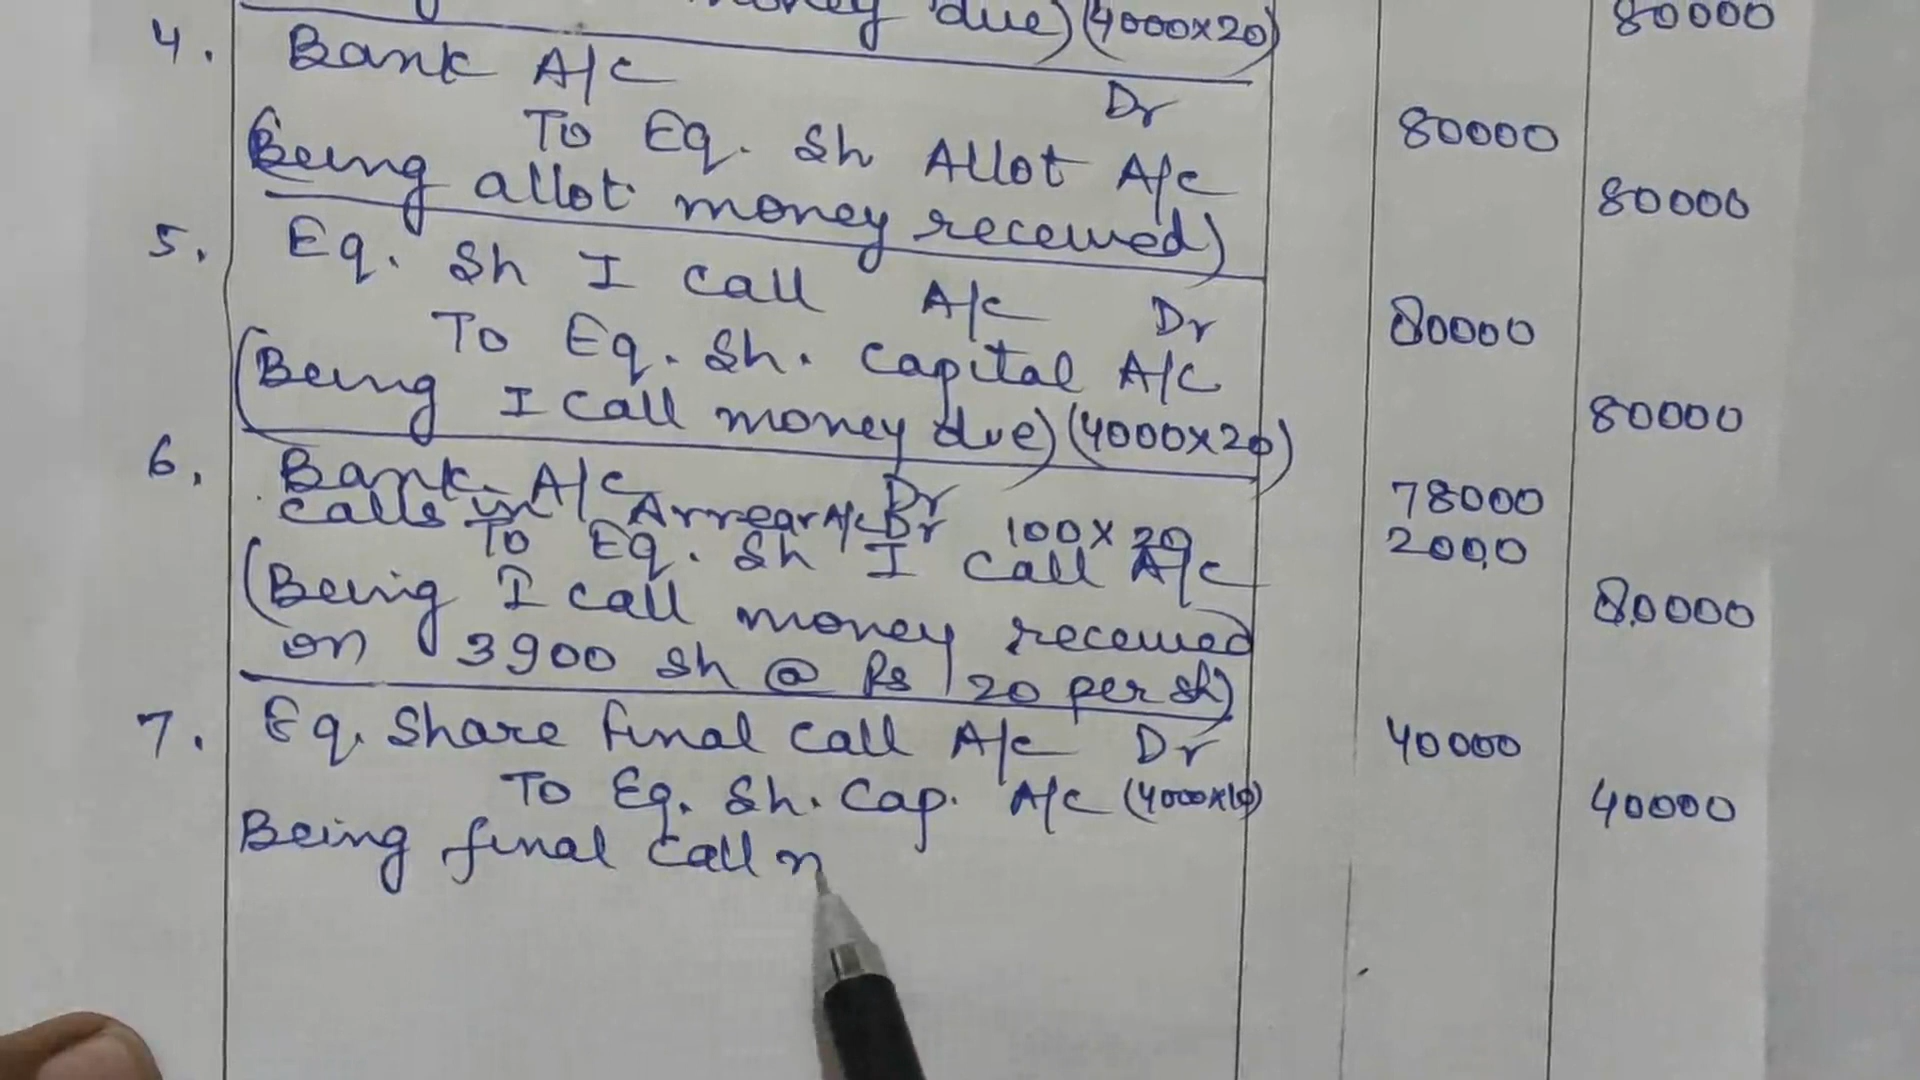 money due) (4000x20) 80000
4. Bank A/c Dr 80000
To Eq. Sh Allot A/c 80000
(Being allot. money received)
5. Eq. Sh I call A/c Dr 80000
To Eq. Sh. capital A/c 80000
(Being I call money due) (4000x20)
6. Bank A/c Dr 78000
calls in Arrear A/c Dr 100x20 2000
To Eq. Sh I call A/c 80000
(Being I call money received
on 3900 sh @ Rs 20 per sh)
7. Eq. Share final call A/c Dr 40000
To Eq. Sh. Cap. A/c (4000x10) 40000
Being final call m